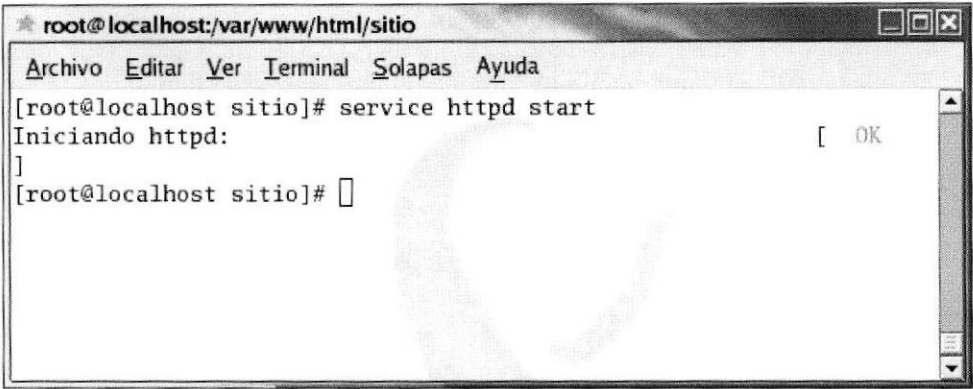 root@localhost:/var/www/html/sitio
Archivo Editar Ver Terminal Solapas Ayuda
[root@localhost sitio]# service httpd start
Iniciando httpd: [ OK
]
[root@localhost sitio]#